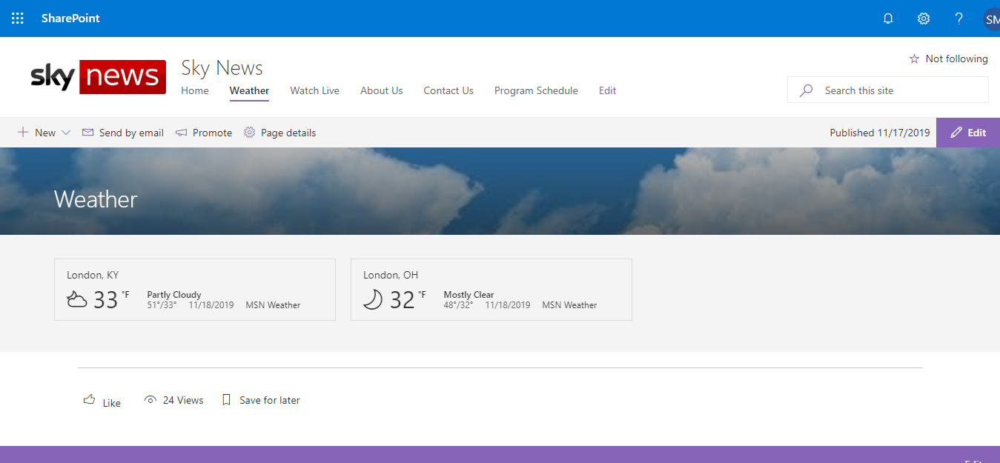 SharePoint
SM
sky news
Sky News
Not following
Home Weather Watch Live About Us Contact Us Program Schedule Edit
Search this site
New Send by email Promote Page details Published 11/17/2019 Edit
Weather
London, KY
33 °F
Partly Cloudy
51°/33° 11/18/2019 MSN Weather
London, OH
32 °F
Mostly Clear
48°/32° 11/18/2019 MSN Weather
Like 24 Views Save for later
Edit